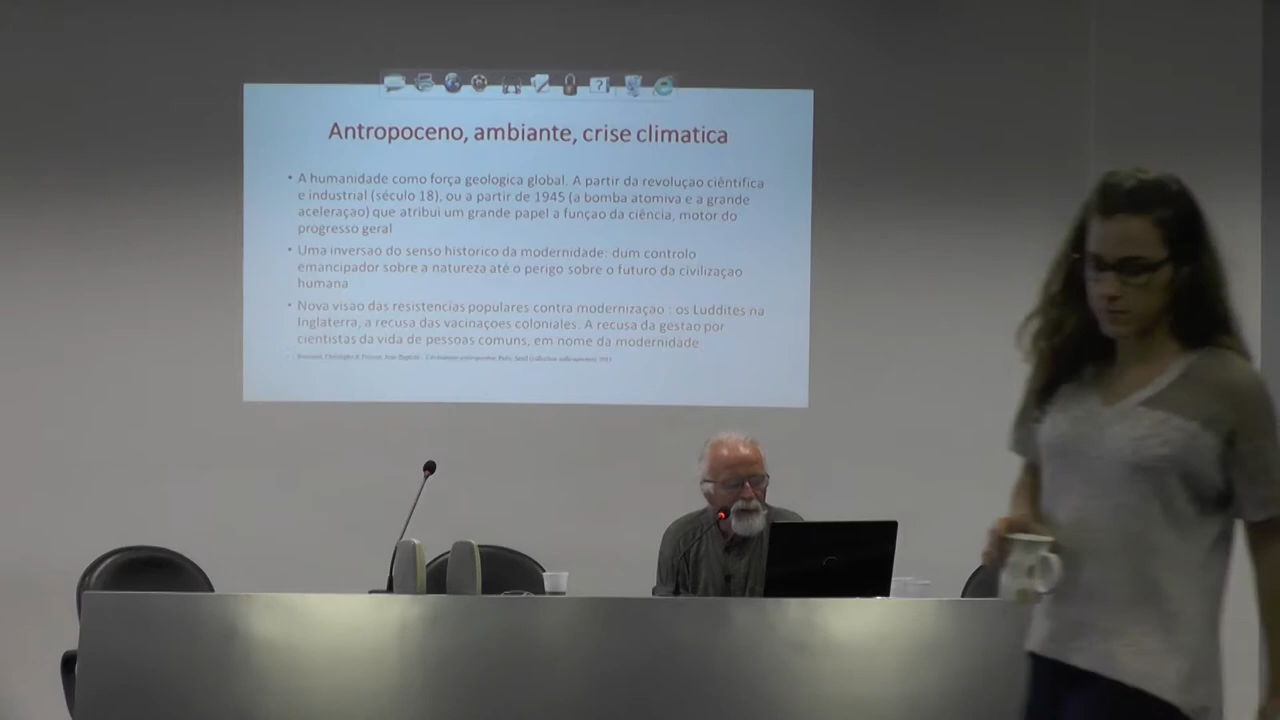 Antropoceno, ambiante, crise climatica
• A humanidade como força geologica global. A partir da revoluçao ciêntifica
e industrial (século 18), ou a partir de 1945 (a bomba atomiva e a grande
aceleraçao) que atribui um grande papel a funçao da ciência, motor do
progresso geral
• Uma inversao do senso historico da modernidade: dum controlo
emancipador sobre a natureza até o perigo sobre o futuro da civilizaçao
humana
• Nova visao das resistencias populares contra modernizaçao : os Luddites na
Inglaterra, a recusa das vacinaçoes coloniales. A recusa da gestao por
cientistas da vida de pessoas comuns, em nome da modernidade